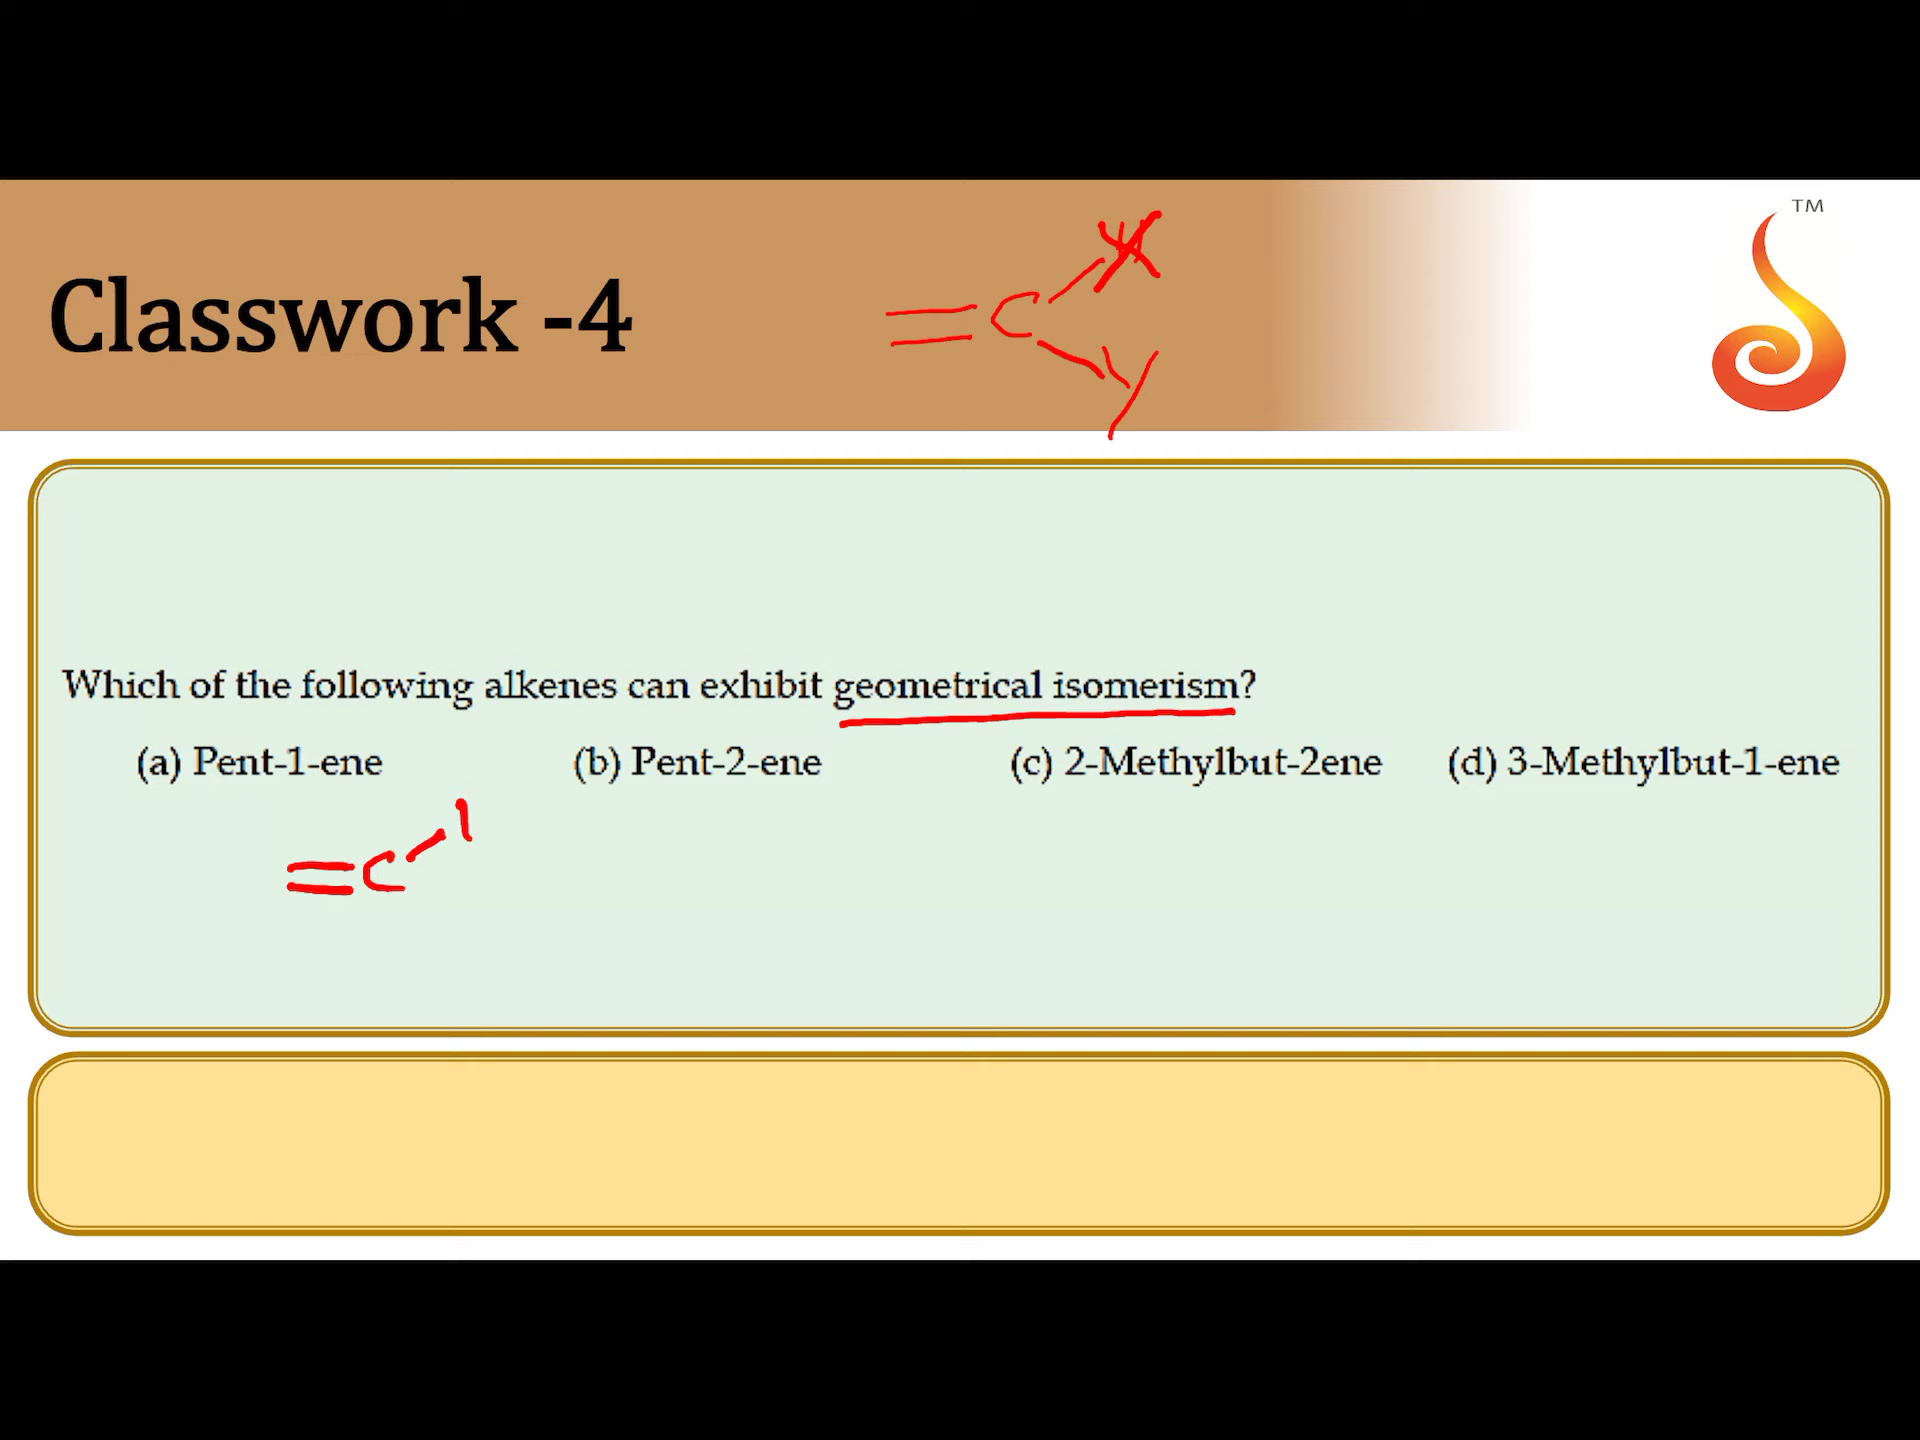 TM
Classwork -4
=C
Y
Which of the following alkenes can exhibit geometrical isomerism?
(a) Pent-1-ene (b) Pent-2-ene (c) 2-Methylbut-2ene (d) 3-Methylbut-1-ene
=C